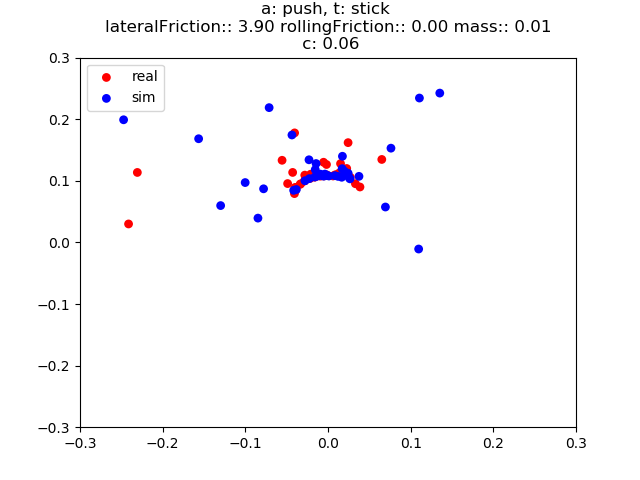 a: push, t: stick
lateralFriction:: 3.90 rollingFriction:: 0.00 mass:: 0.01
c: 0.06
real
sim
0.3
0.2
0.1
0.0
−0.1
−0.2
−0.3
−0.3
−0.2
−0.1
0.0
0.1
0.2
0.3